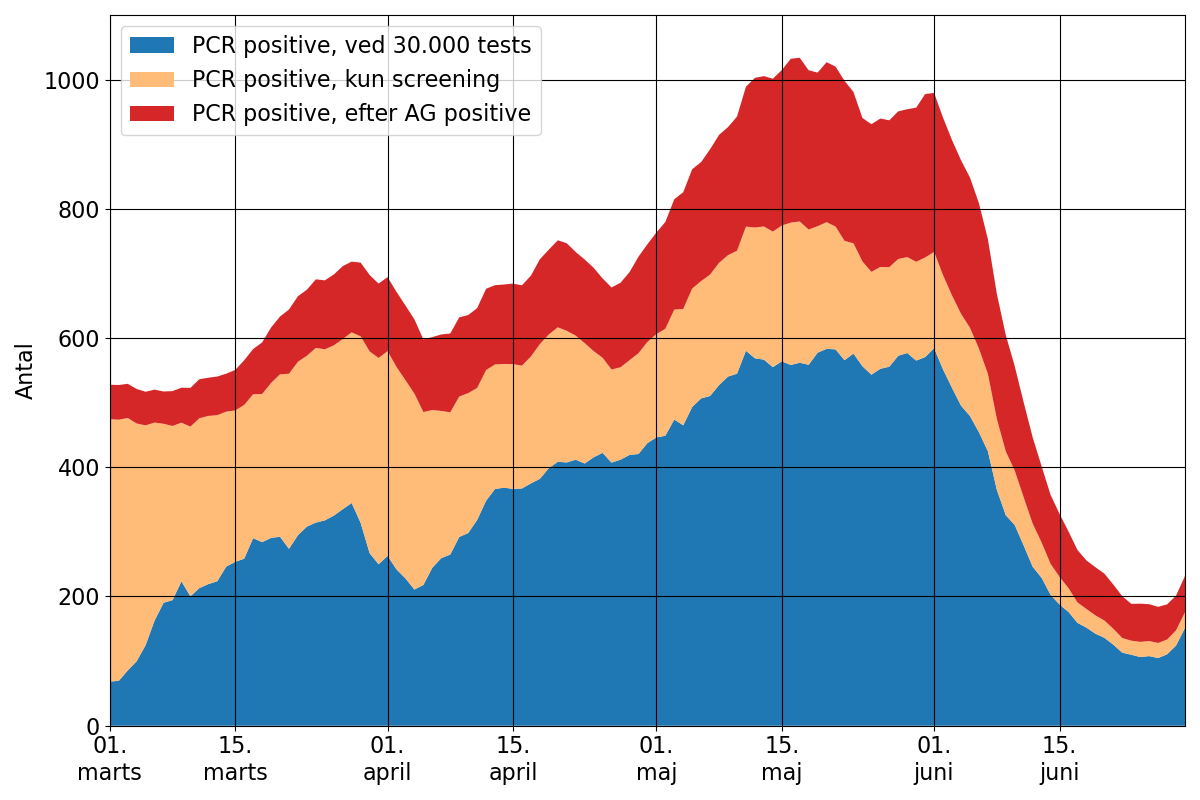 PCR positive, ved 30.000 tests
PCR positive, kun screening
PCR positive, efter AG positive
Antal
1000
800
600
400
200
0
01. marts
15. marts
01. april
15. april
01. maj
15. maj
01. juni
15. juni